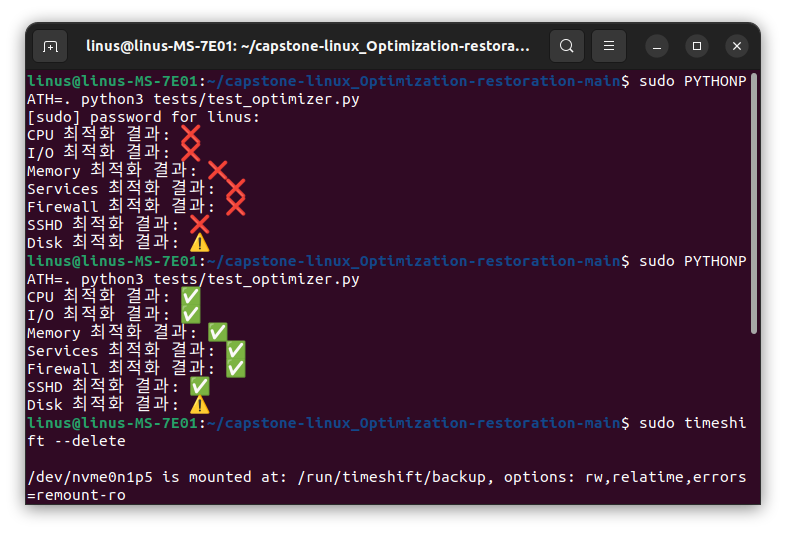 linus@linus-MS-7E01: ~/capstone-linux_Optimization-restora...
linus@linus-MS-7E01:~/capstone-linux_Optimization-restoration-main$ sudo PYTHONP
ATH=. python3 tests/test_optimizer.py
[sudo] password for linus:
CPU 최적화 결과: ❌
I/O 최적화 결과: ❌
Memory 최적화 결과: ❌
Services 최적화 결과: ❌
Firewall 최적화 결과: ❌
SSHD 최적화 결과: ❌
Disk 최적화 결과: ⚠️
linus@linus-MS-7E01:~/capstone-linux_Optimization-restoration-main$ sudo PYTHONP
ATH=. python3 tests/test_optimizer.py
CPU 최적화 결과: ✅
I/O 최적화 결과: ✅
Memory 최적화 결과: ✅
Services 최적화 결과: ✅
Firewall 최적화 결과: ✅
SSHD 최적화 결과: ✅
Disk 최적화 결과: ⚠️
linus@linus-MS-7E01:~/capstone-linux_Optimization-restoration-main$ sudo timeshi
ft --delete
/dev/nvme0n1p5 is mounted at: /run/timeshift/backup, options: rw,relatime,errors
=remount-ro